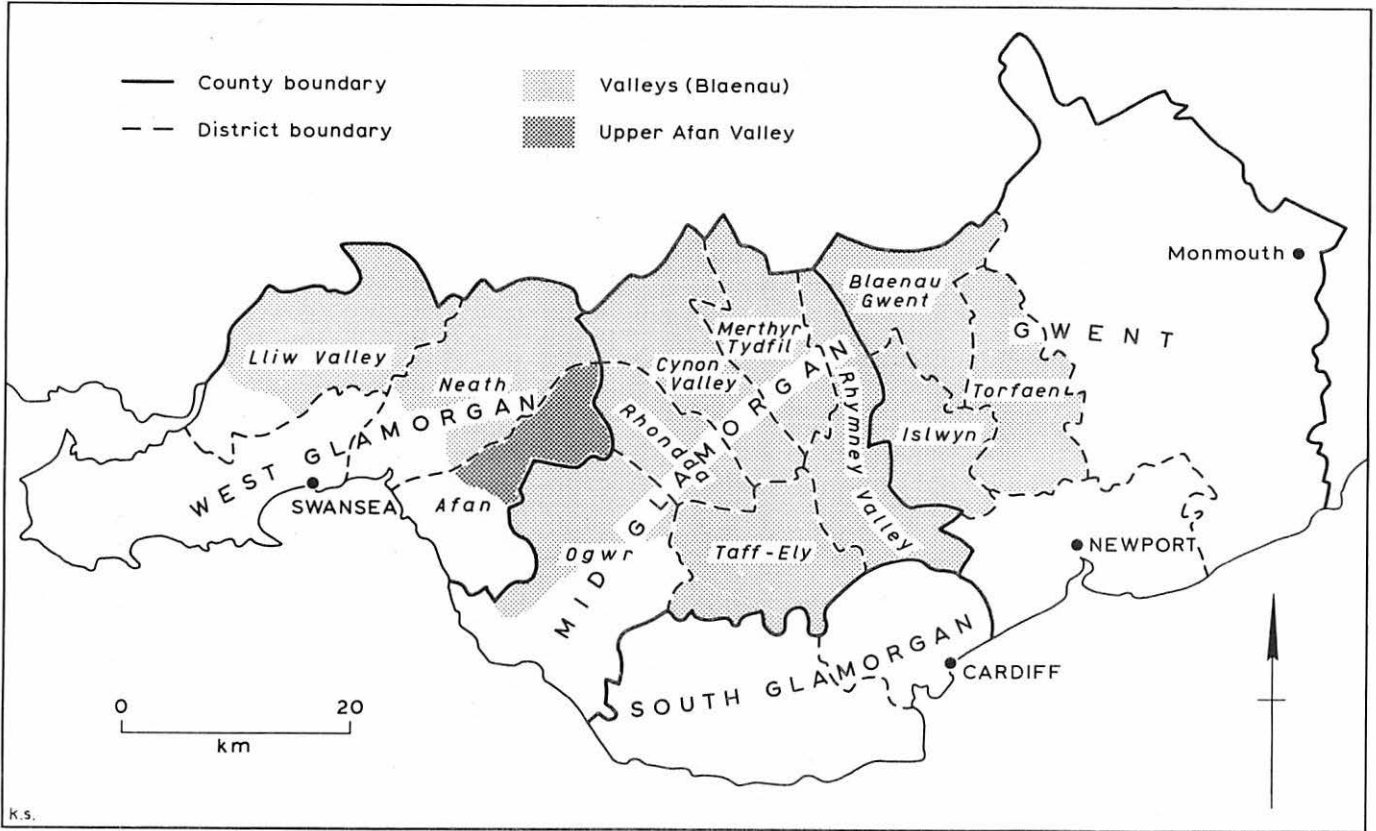 County boundary
District boundary
Valleys (Blaenau)
Upper Afan Valley
Monmouth
Blaenau
Gwent
GWENT
Merthyr
Tydfil
Lliw Valley
Cynon
Valley
Neath
Torfaen
Rhymney Valley
Islwyn
Rhondda
WEST GLAMORGAN
MID GLAMORGAN
SWANSEA
Afan
Ogwr
Taff-Ely
NEWPORT
SOUTH GLAMORGAN
CARDIFF
0 20
km
k.s.